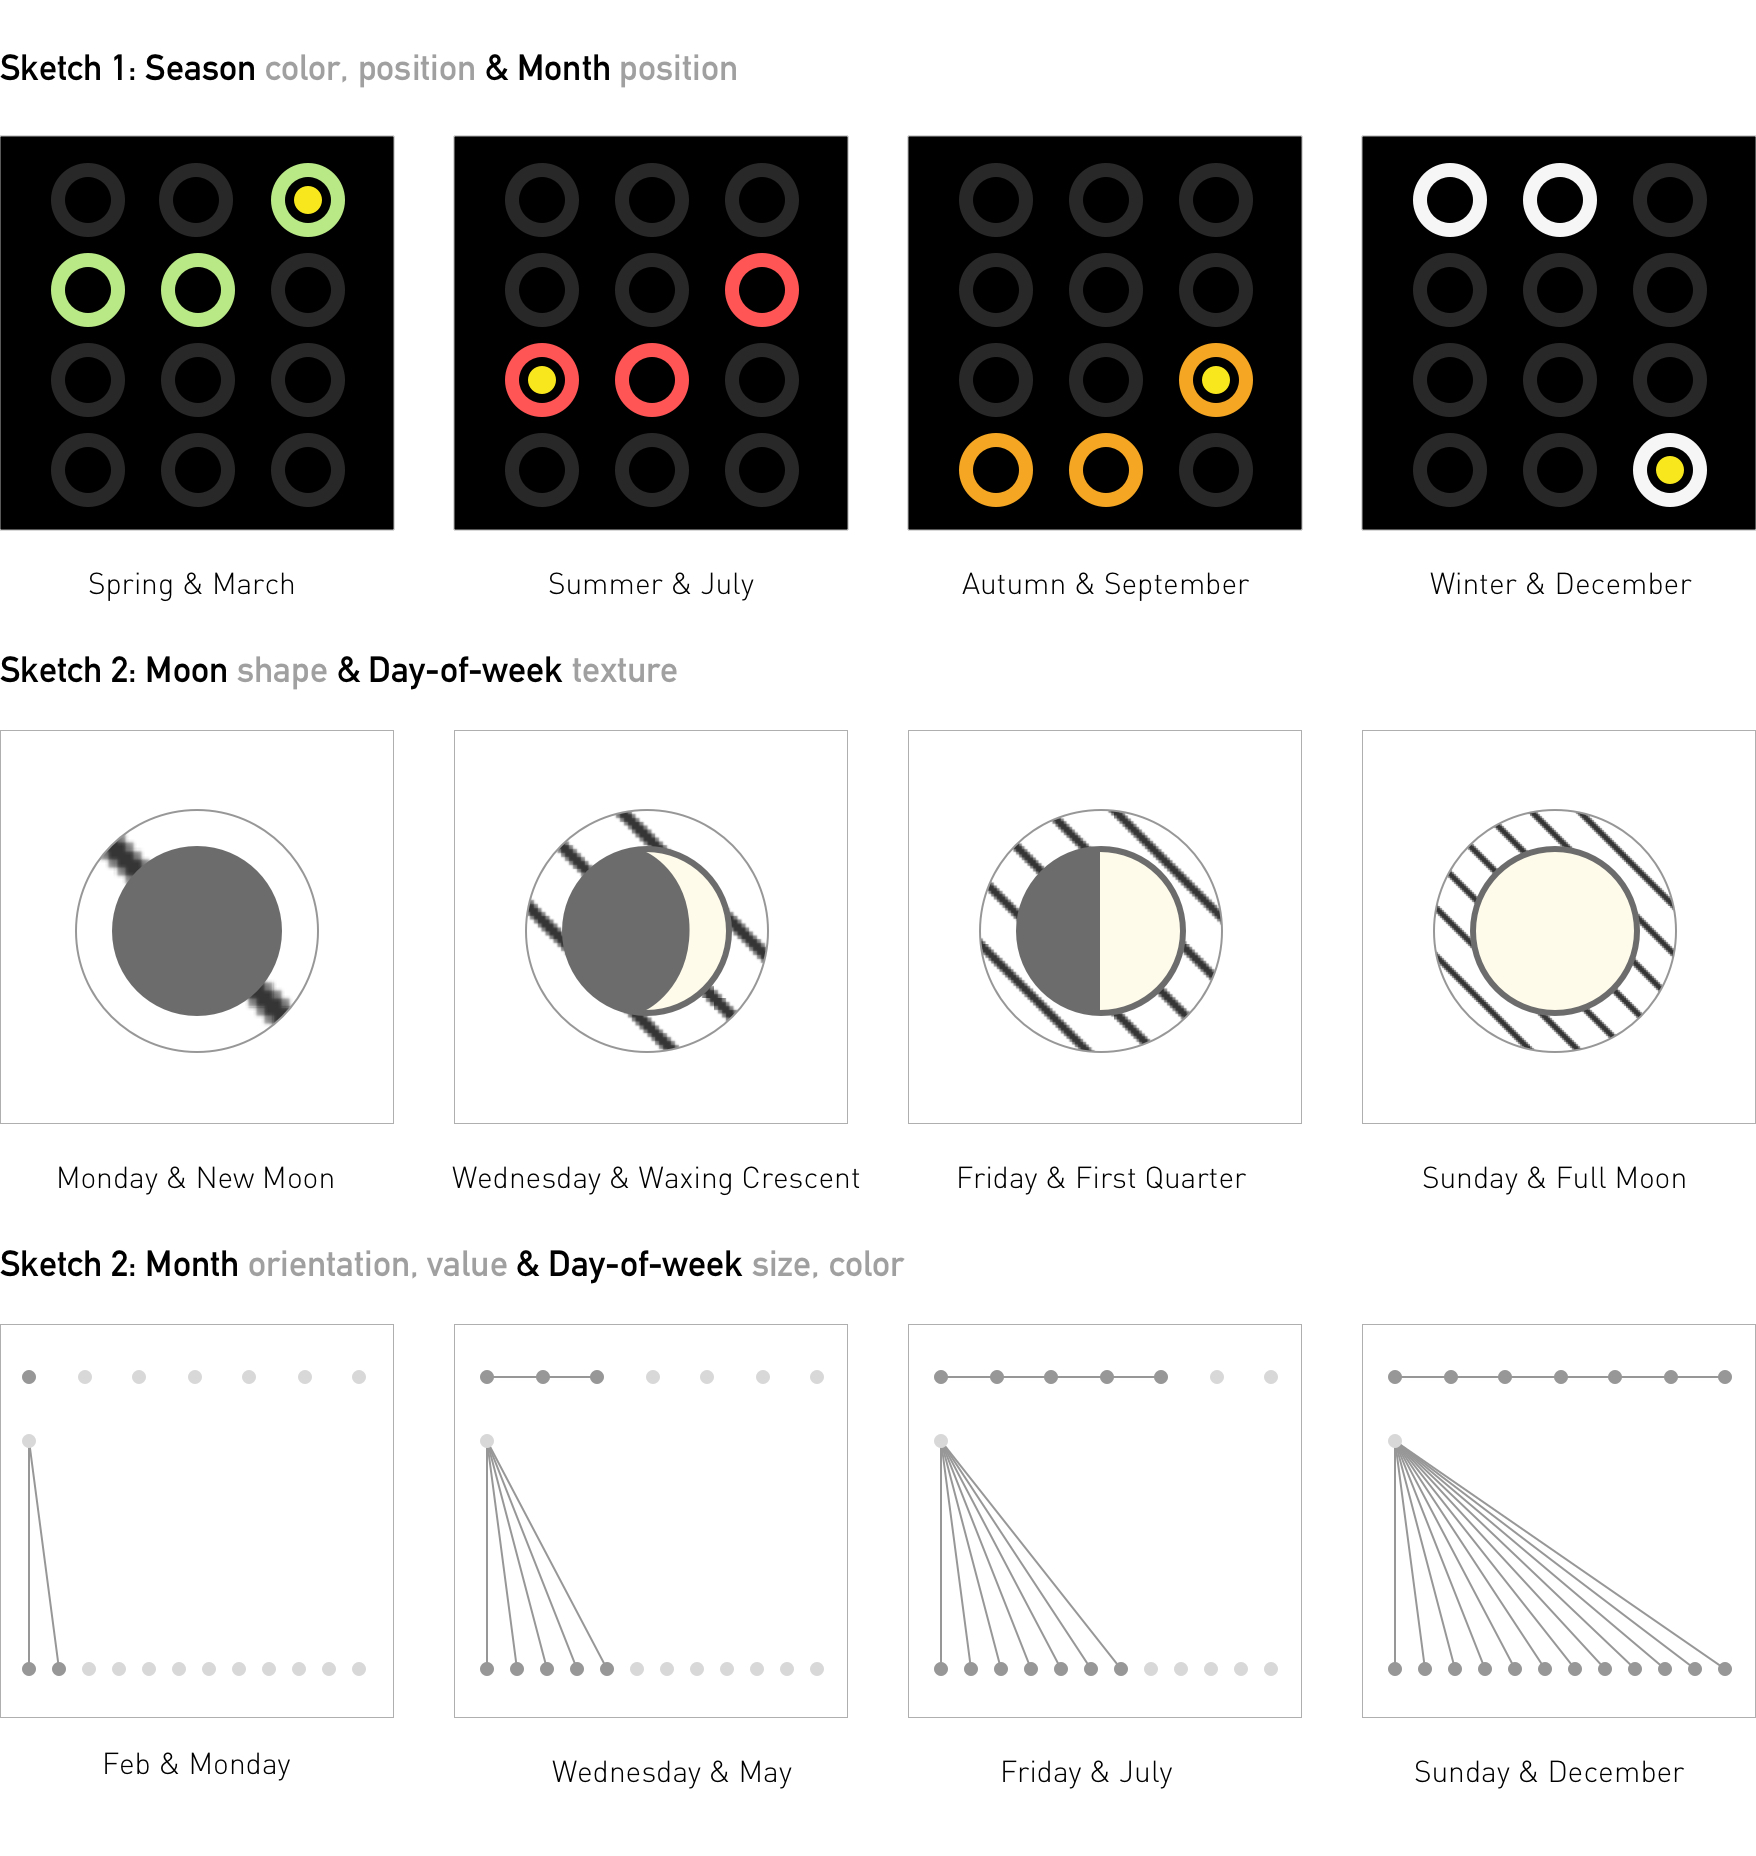 Sketch 1: Season color, position & Month position
Spring & March
Summer & July
Autumn & September
Winter & December
Sketch 2: Moon shape & Day-of-week texture
Monday & New Moon
Wednesday & Waxing Crescent
Friday & First Quarter
Sunday & Full Moon
Sketch 2: Month orientation, value & Day-of-week size, color
Feb & Monday
Wednesday & May
Friday & July
Sunday & December